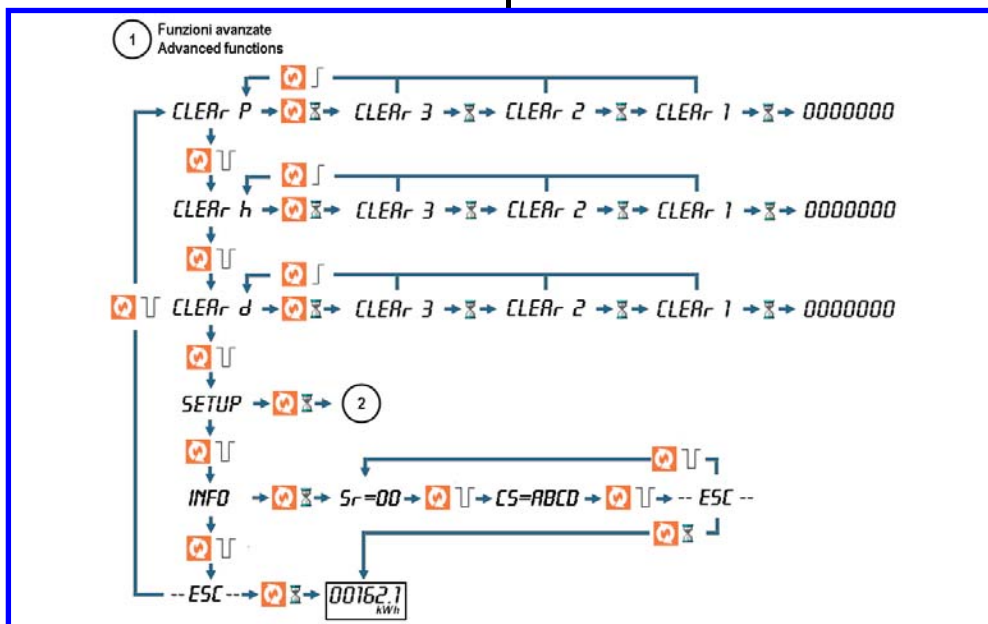 1 Funzioni avanzate
Advanced functions
CLEAr P CLEAr 3 CLEAr 2 CLEAr 1 0000000
CLEAr h CLEAr 3 CLEAr 2 CLEAr 1 0000000
CLEAr d CLEAr 3 CLEAr 2 CLEAr 1 0000000
SETUP 2
INFO Sr=00 CS=ABCD -- ESC --
-- ESC -- 00162.1
kWh